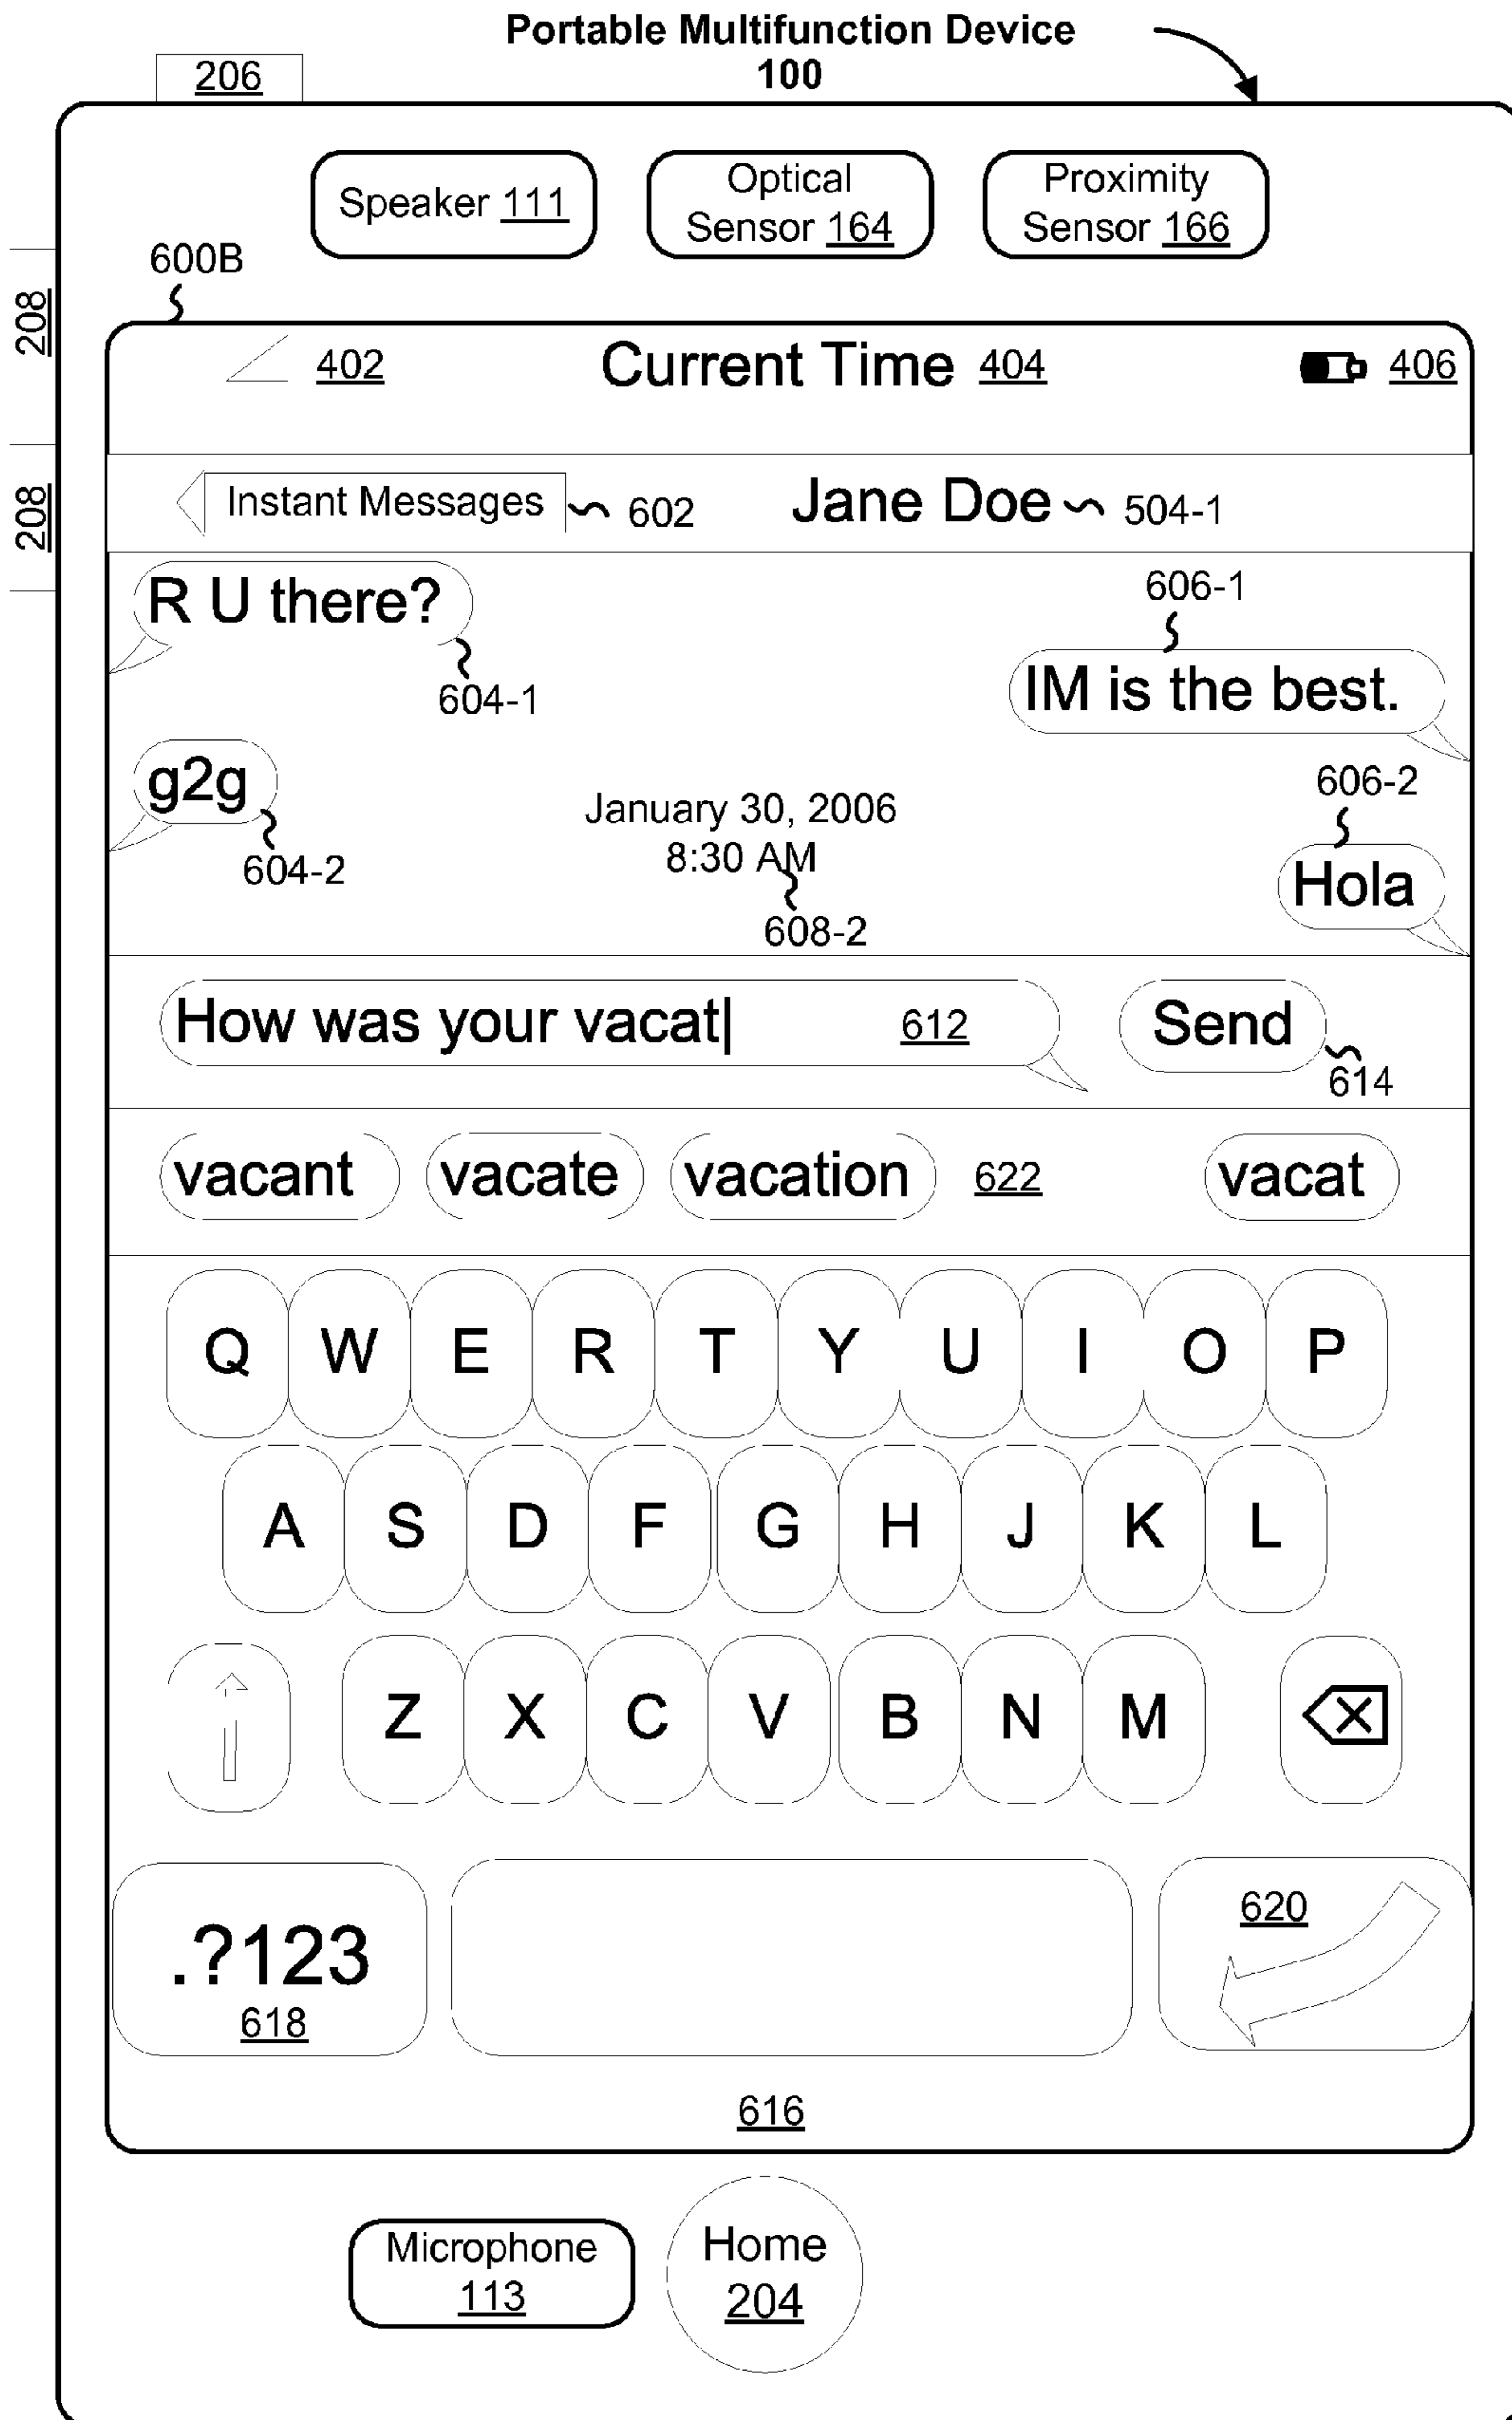 Portable Multifunction Device
100
206
Speaker 111
Optical
Sensor 164
Proximity
Sensor 166
600B
208
208
402
Current Time 404
406
Instant Messages
602
Jane Doe
504-1
R U there?
604-1
606-1
IM is the best.
g2g
604-2
January 30, 2006
8:30 AM
608-2
606-2
Hola
How was your vacat
612
Send
614
vacant vacate vacation 622 vacat
Q W E R T Y U I O P
A S D F G H J K L
Z X C V B N M
.?123
618
620
616
Microphone
113
Home
204